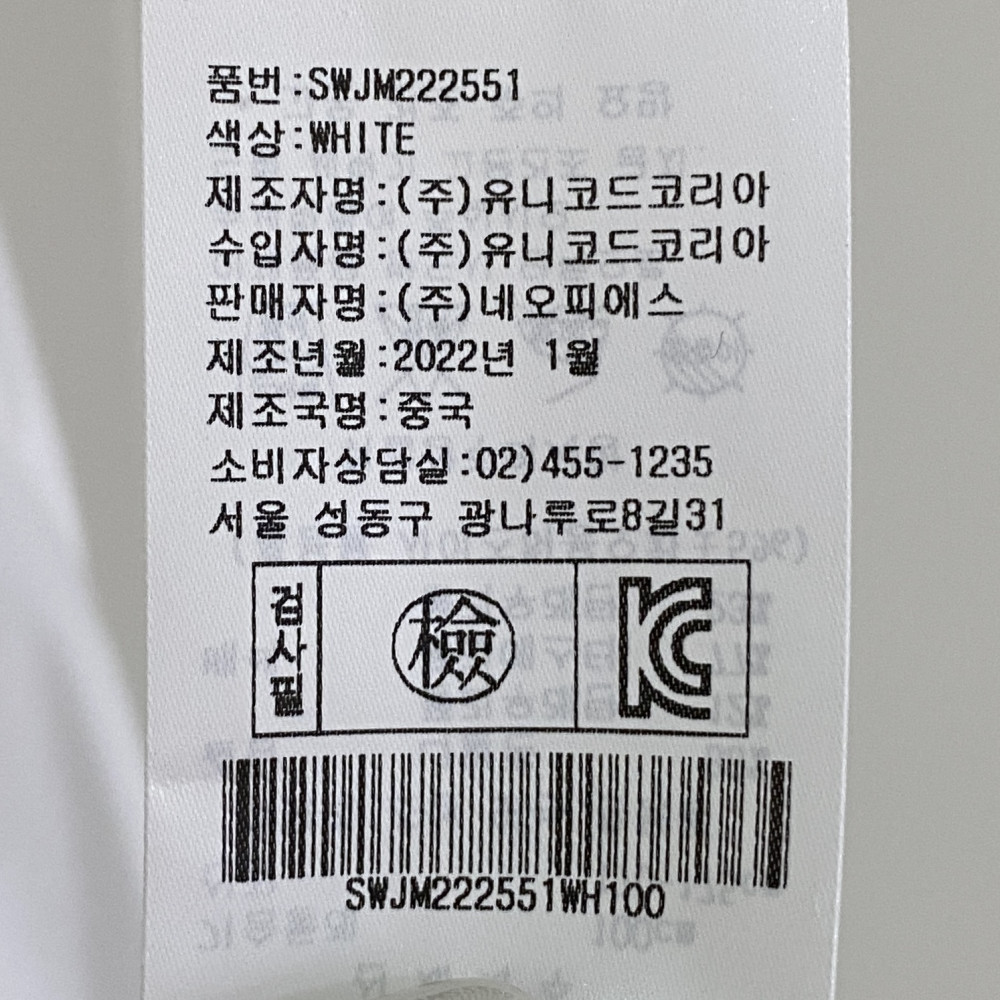 품번:SWJM222551
색상:WHITE
제조자명:(주)유니코드코리아
수입자명:(주)유니코드코리아
판매자명:(주)네오피에스
제조년월:2022년 1월
제조국명:중국
소비자상담실:02)455-1235
서울 성동구 광나루로8길31
검사필
檢
KC
SWJM222551WH100